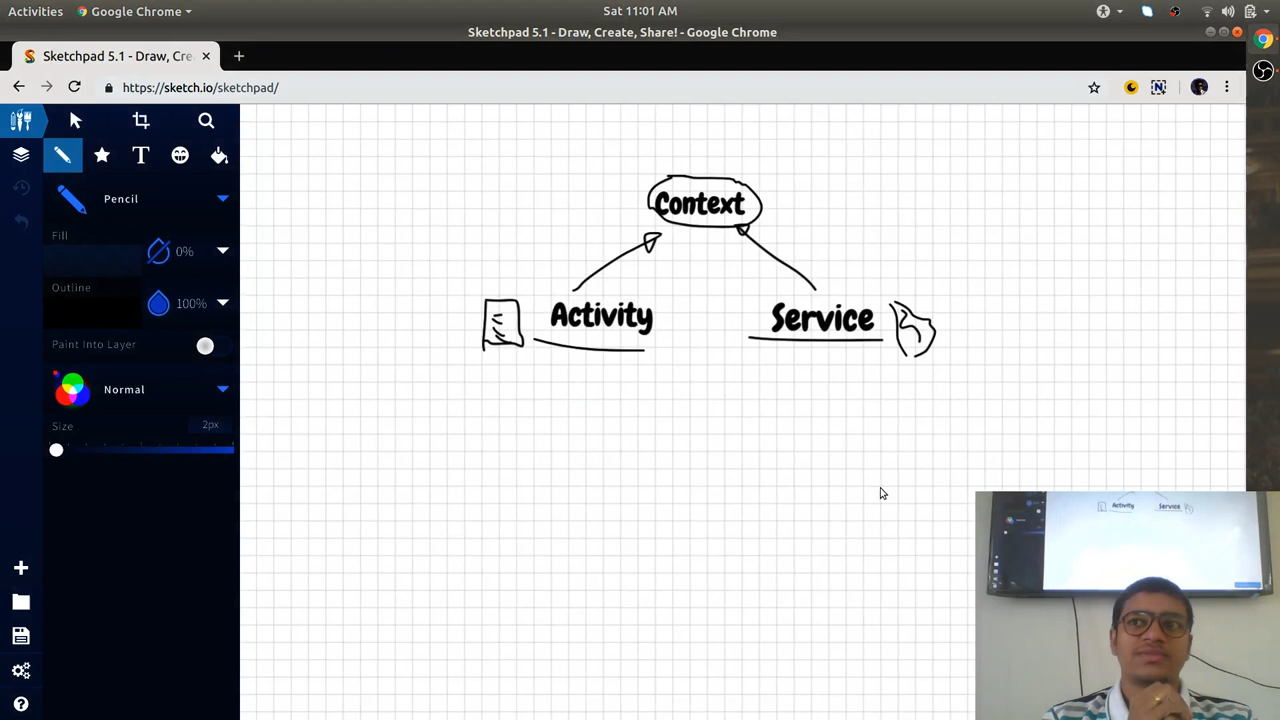 Activities Google Chrome Sat 11:01 AM
Sketchpad 5.1 - Draw, Create, Share! - Google Chrome
Sketchpad 5.1 - Draw, Cre
https://sketch.io/sketchpad/
Pencil
Fill
0%
Outline
100%
Paint Into Layer
Normal
Size
2px
Context
Activity Service
Activity Service